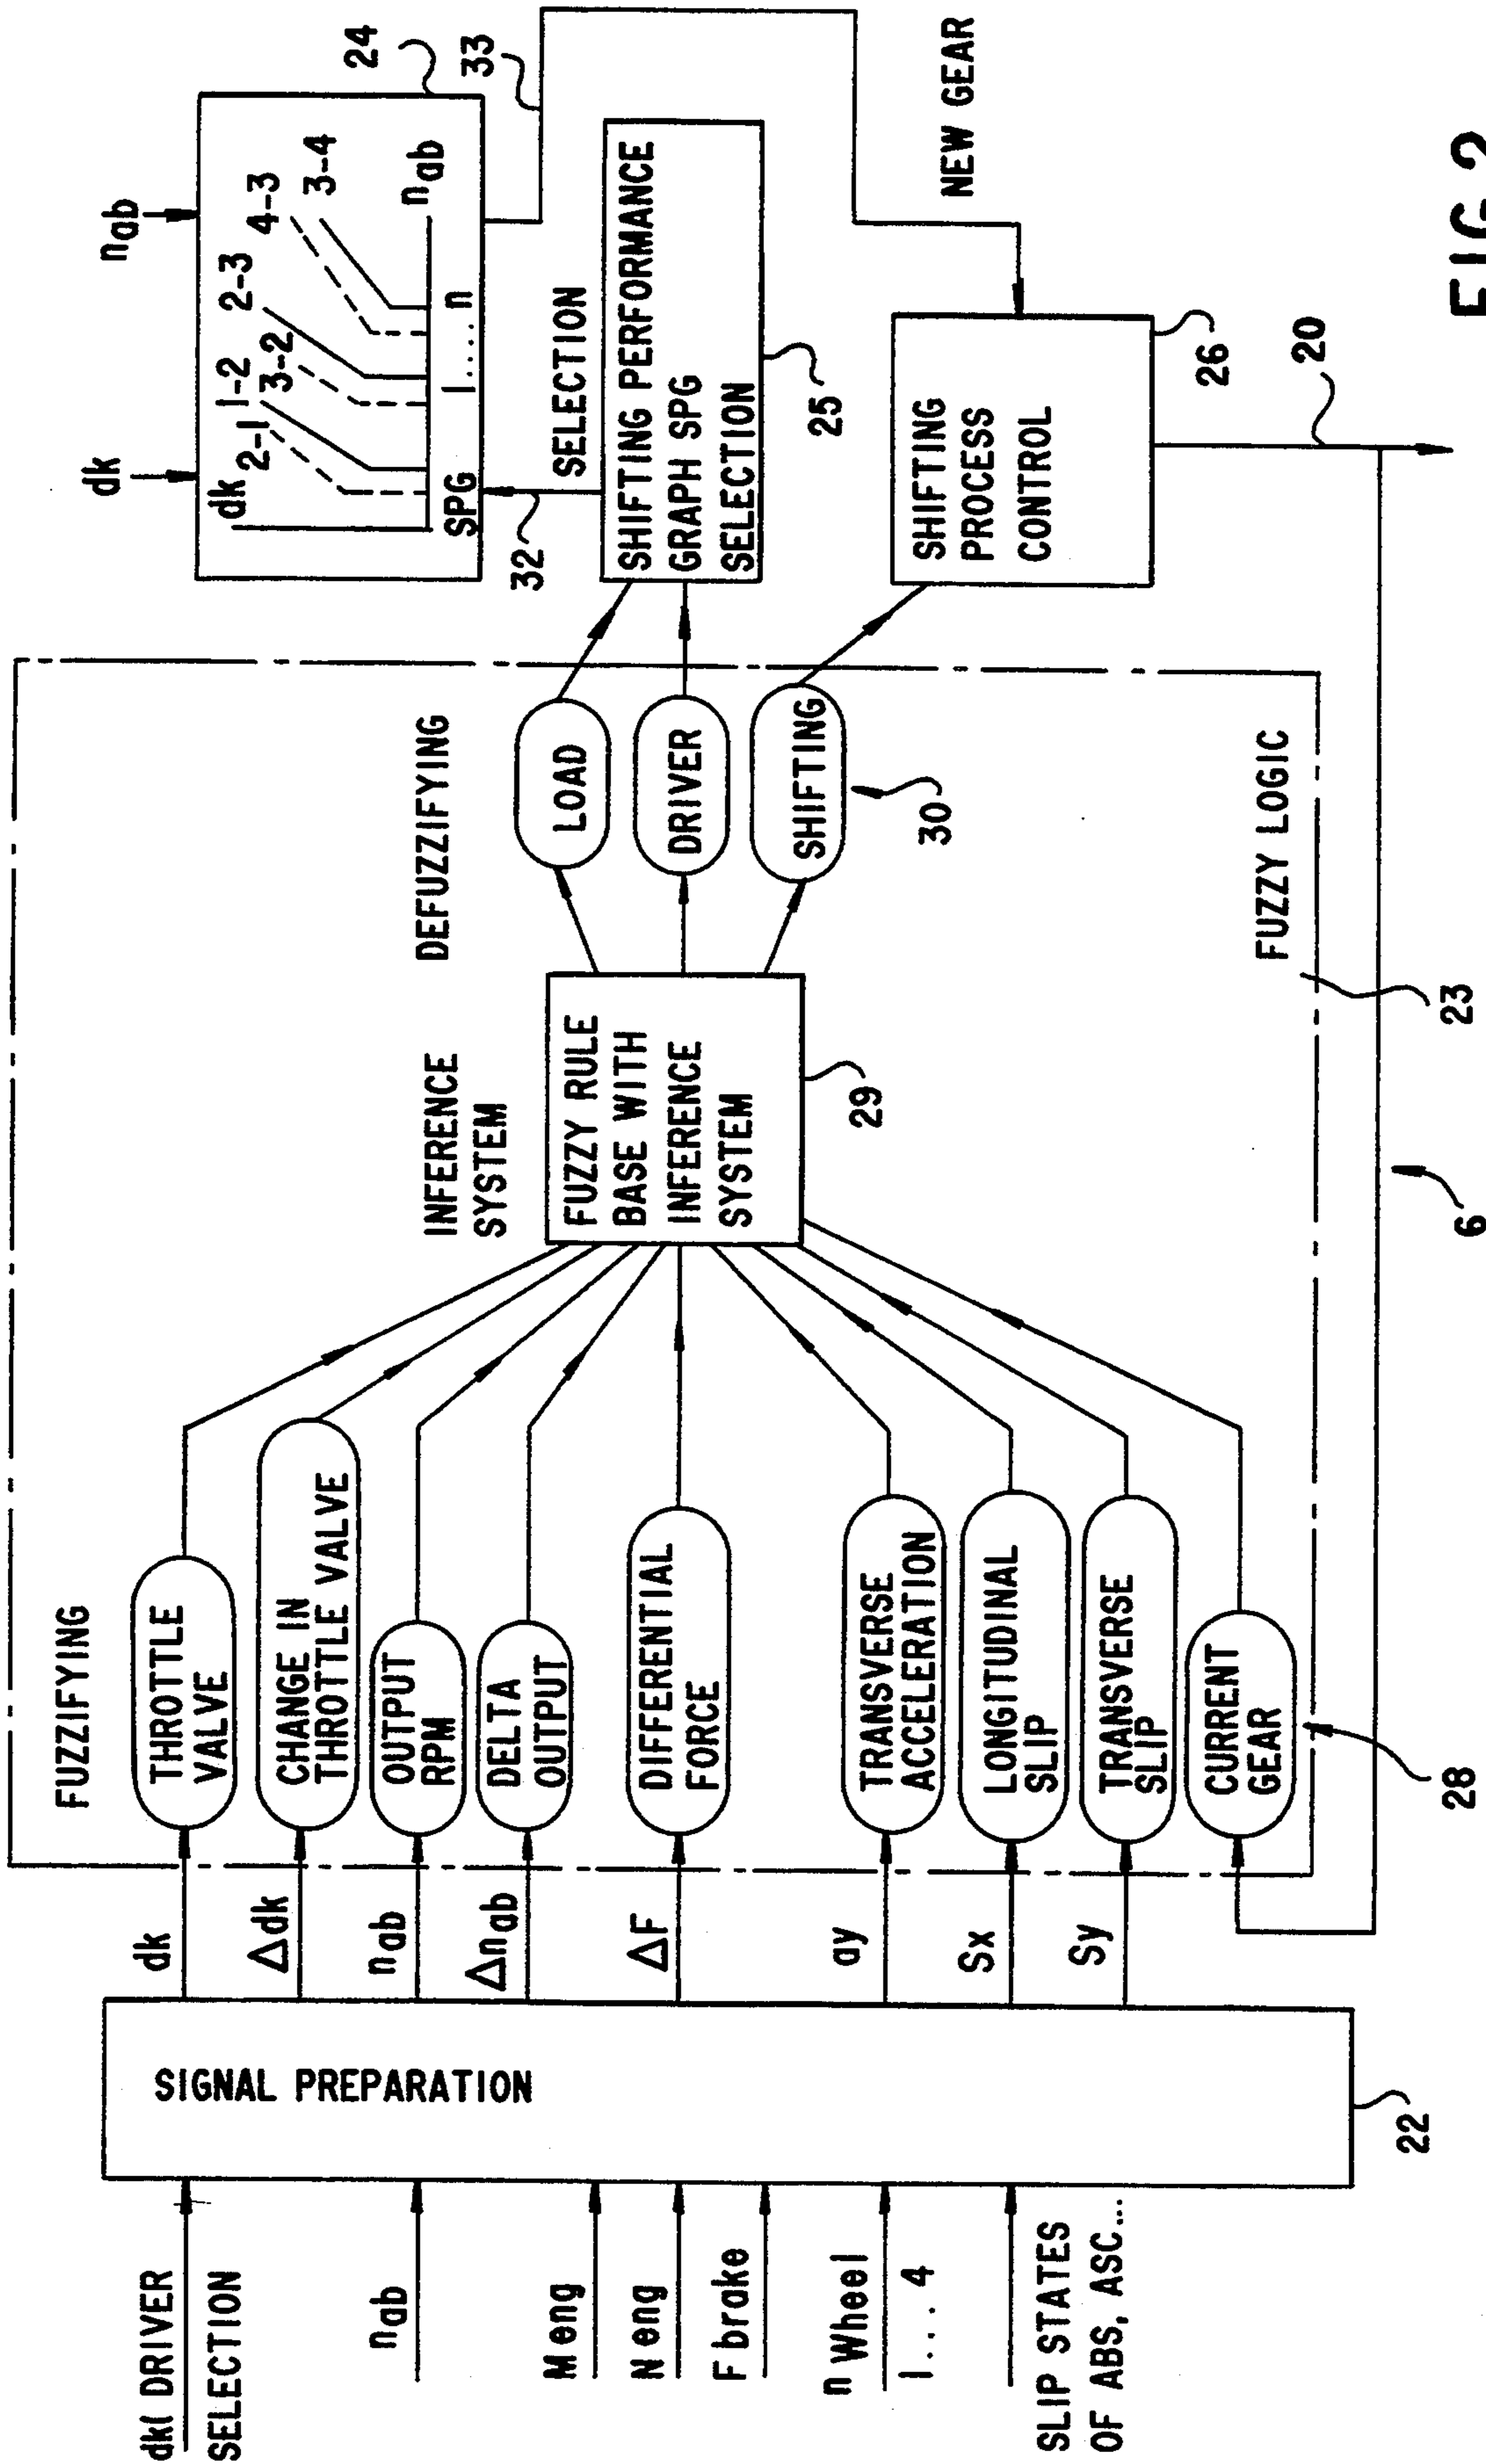 dk( DRIVER
SELECTION
nab
M eng
N eng
F brake
n Wheel
1...4
SLIP STATES
OF ABS, ASC...
SIGNAL PREPARATION
22
dk
Δdk
nab
Δnab
ΔF
ay
Sx
Sy
FUZZIFYING
THROTTLE
VALVE
CHANGE IN
THROTTLE VALVE
OUTPUT
RPM
DELTA
OUTPUT
DIFFERENTIAL
FORCE
TRANSVERSE
ACCELERATION
LONGITUDINAL
SLIP
TRANSVERSE
SLIP
CURRENT
GEAR
28
INFERENCE
SYSTEM
FUZZY RULE
BASE WITH
INFERENCE
SYSTEM
29
6
DEFUZZIFYING
LOAD
DRIVER
SHIFTING
30
FUZZY LOGIC
23
dk
nab
dk
2-1
1-2
3-2
2-3
4-3
3-4
nab
SPG
1....n
24
33
32
SELECTION
SHIFTING PERFORMANCE
GRAPH SPG
SELECTION
25
NEW GEAR
SHIFTING
PROCESS
CONTROL
26
20
FIG. 2